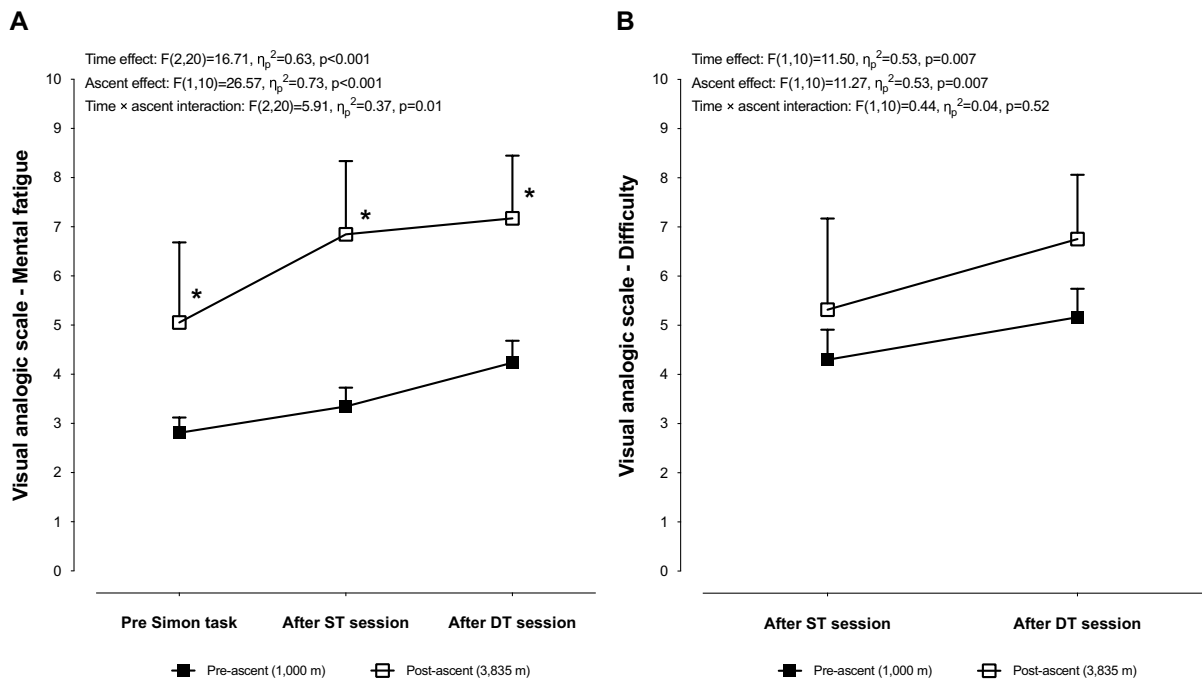 A
Time effect: F(2,20)=16.71, ηp²=0.63, p<0.001
Ascent effect: F(1,10)=26.57, ηp²=0.73, p<0.001
Time × ascent interaction: F(2,20)=5.91, ηp²=0.37, p=0.01
Visual analogic scale - Mental fatigue
10
9
8
7
6
5
4
3
2
1
0
*
*
*
Pre Simon task
After ST session
After DT session
Pre-ascent (1,000 m)
Post-ascent (3,835 m)
B
Time effect: F(1,10)=11.50, ηp²=0.53, p=0.007
Ascent effect: F(1,10)=11.27, ηp²=0.53, p=0.007
Time × ascent interaction: F(1,10)=0.44, ηp²=0.04, p=0.52
Visual analogic scale - Difficulty
10
9
8
7
6
5
4
3
2
1
0
After ST session
After DT session
Pre-ascent (1,000 m)
Post-ascent (3,835 m)